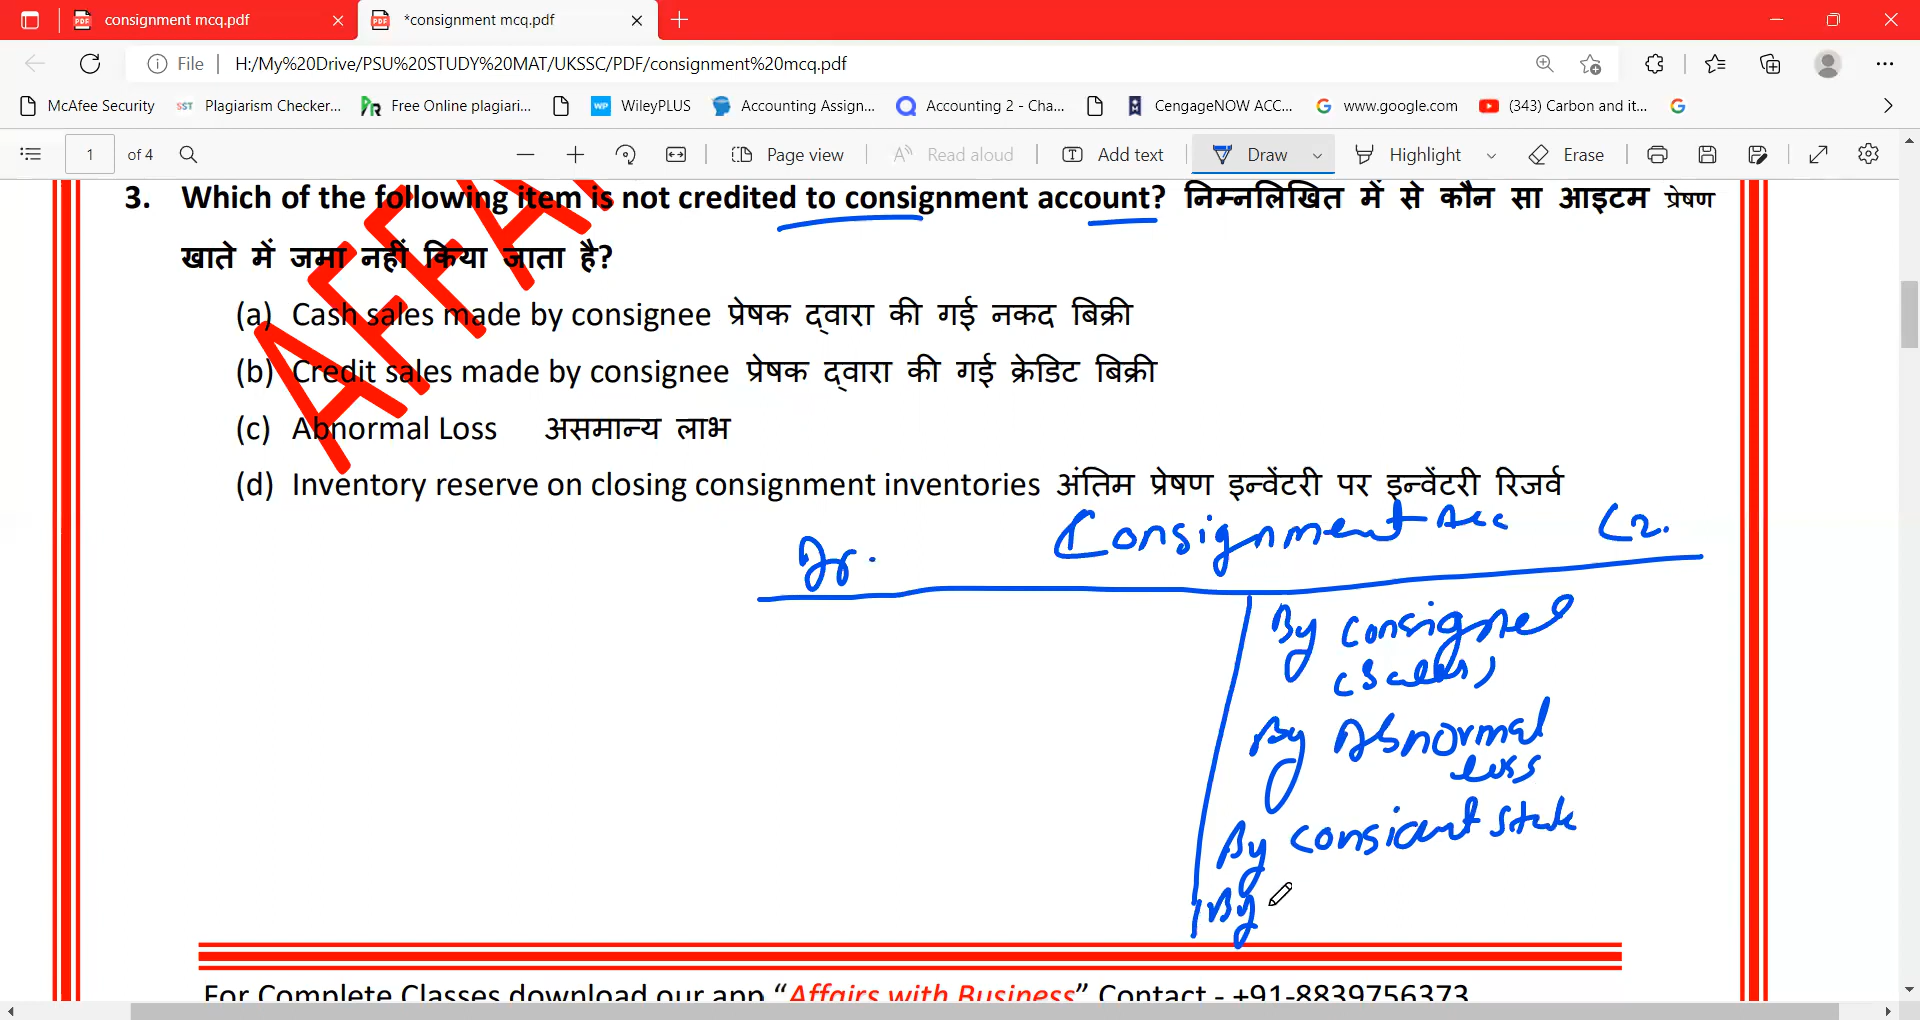 consignment mcq.pdf
*consignment mcq.pdf
File
H:/My%20Drive/PSU%20STUDY%20MAT/UKSSC/PDF/consignment%20mcq.pdf
McAfee Security
SST Plagiarism Checker...
PR Free Online plagiari...
WP WileyPLUS
Accounting Assign...
Accounting 2 - Cha...
CengageNOW ACC...
www.google.com
(343) Carbon and it...
1 of 4
Page view
Read aloud
Add text
Draw
Highlight
Erase
3. Which of the following item is not credited to consignment account? निम्नलिखित में से कौन सा आइटम प्रेषण
खाते में जमा नहीं किया जाता है?
(a) Cash sales made by consignee प्रेषक द्वारा की गई नकद बिक्री
(b) Credit sales made by consignee प्रेषक द्वारा की गई क्रेडिट बिक्री
(c) Abnormal Loss असमान्य लाभ
(d) Inventory reserve on closing consignment inventories अंतिम प्रेषण इन्वेंटरी पर इन्वेंटरी रिजर्व
Dr. Consignment Acc Cr.
By consignee
(Sales)
By Abnormal
loss
By
By
For Complete Classes download our app “Affairs with Business” Contact - +91-8839756373